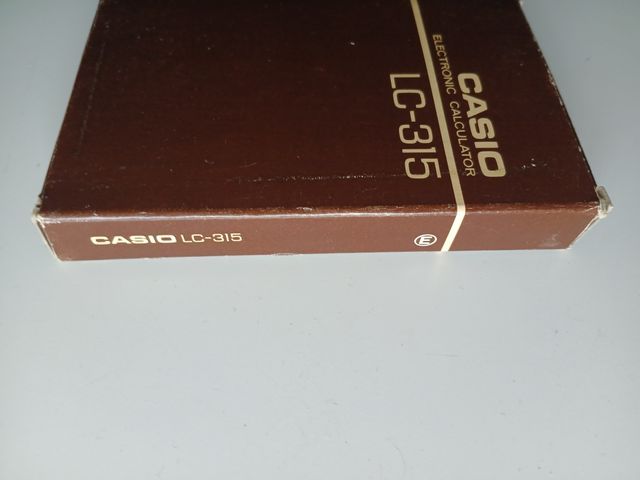 CASIO
ELECTRONIC CALCULATOR
LC-315
CASIO LC-315
E